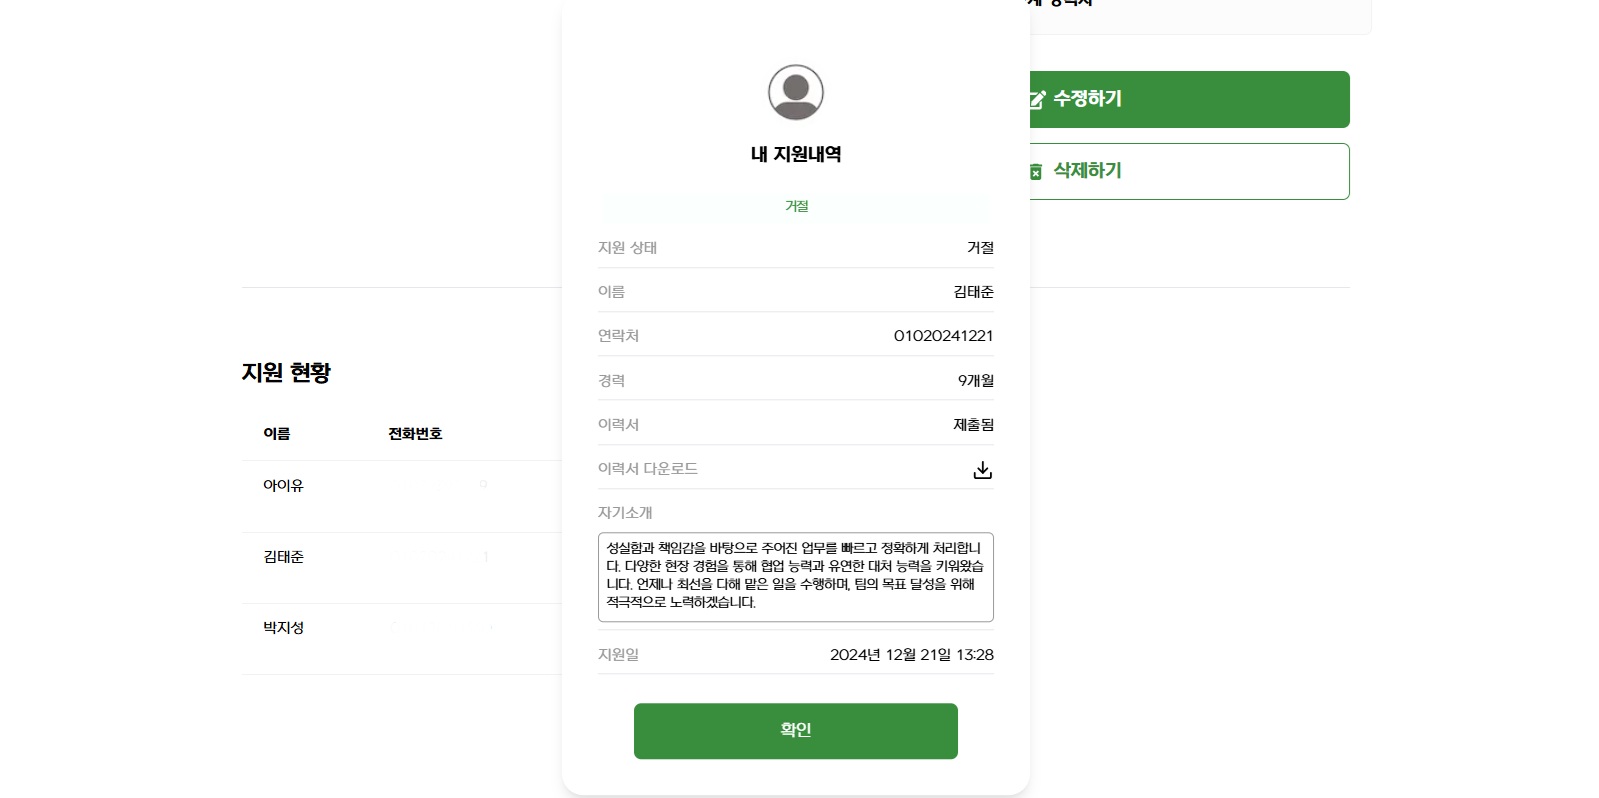 내 지원내역
거절
지원 상태 거절
이름 김태준
연락처 01020241221
경력 9개월
이력서 제출됨
이력서 다운로드
자기소개
성실함과 책임감을 바탕으로 주어진 업무를 빠르고 정확하게 처리합니
다. 다양한 현장 경험을 통해 협업 능력과 유연한 대처 능력을 키워왔습
니다. 언제나 최선을 다해 맡은 일을 수행하며, 팀의 목표 달성을 위해
적극적으로 노력하겠습니다.
지원일 2024년 12월 21일 13:28
확인
수정하기
삭제하기
지원 현황
이름 전화번호
아이유
김태준
박지성